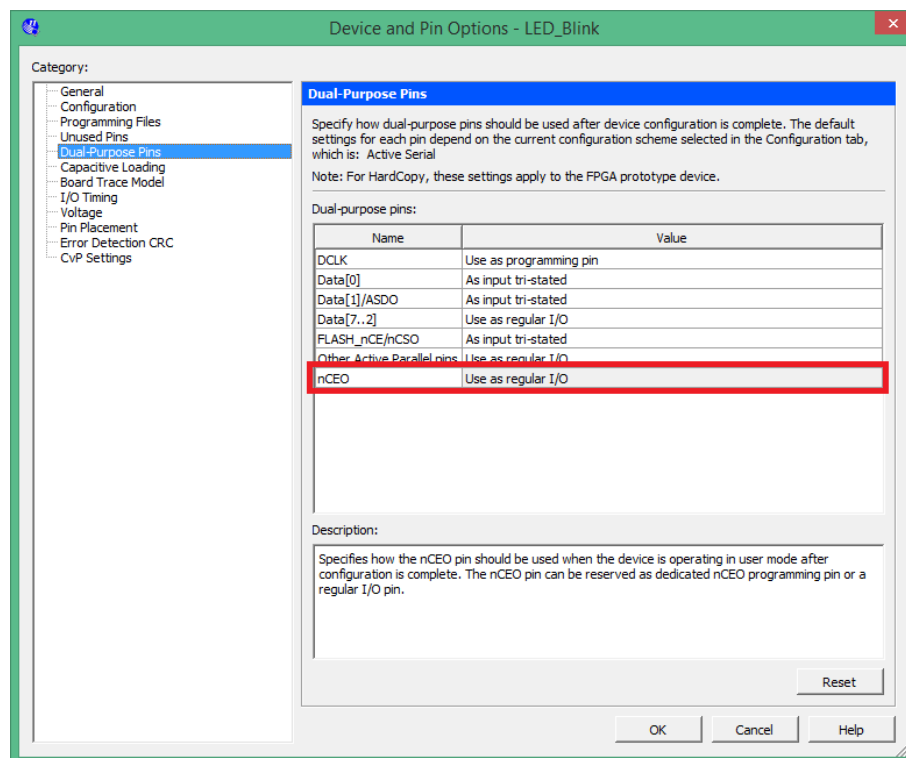 Device and Pin Options - LED_Blink
Category:
General
Configuration
Programming Files
Unused Pins
Dual-Purpose Pins
Capacitive Loading
Board Trace Model
I/O Timing
Voltage
Pin Placement
Error Detection CRC
CvP Settings
Dual-Purpose Pins
Specify how dual-purpose pins should be used after device configuration is complete. The default
settings for each pin depend on the current configuration scheme selected in the Configuration tab,
which is: Active Serial
Note: For HardCopy, these settings apply to the FPGA prototype device.
Dual-purpose pins:
Name Value
DCLK Use as programming pin
Data[0] As input tri-stated
Data[1]/ASDO As input tri-stated
Data[7..2] Use as regular I/O
FLASH_nCE/nCSO As input tri-stated
Other Active Parallel pins Use as regular I/O
nCEO Use as regular I/O
Description:
Specifies how the nCEO pin should be used when the device is operating in user mode after
configuration is complete. The nCEO pin can be reserved as dedicated nCEO programming pin or a
regular I/O pin.
Reset
OK Cancel Help